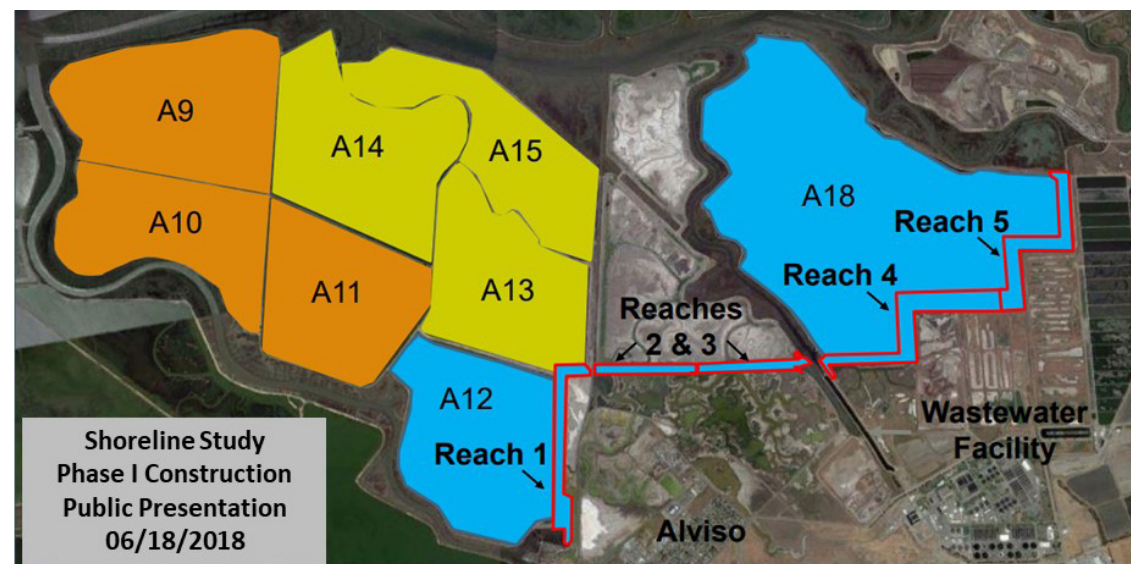 A9
A14
A15
A10
A11
A13
A12
A18
Reach 5
Reach 4
Reaches
2 & 3
Reach 1
Wastewater
Facility
Alviso
Shoreline Study
Phase I Construction
Public Presentation
06/18/2018